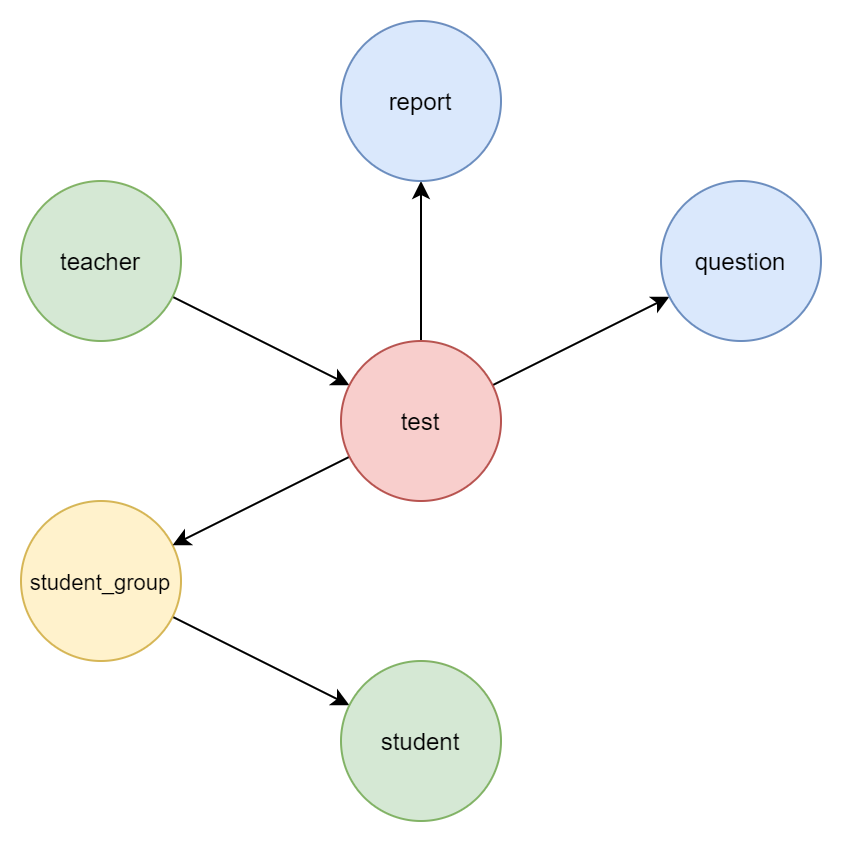 report
teacher
question
test
student_group
student